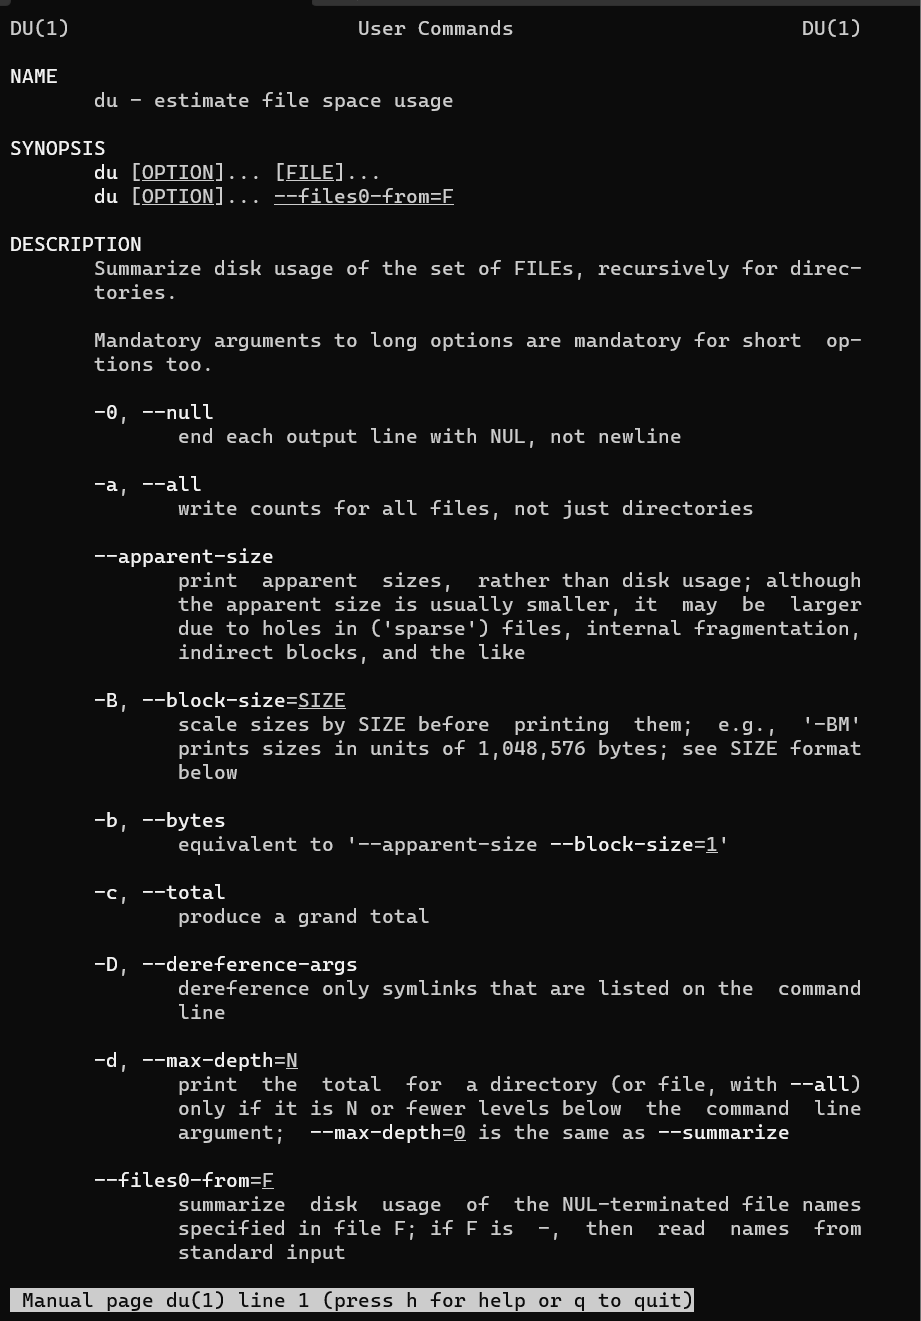 DU(1)                        User Commands                        DU(1)
NAME
       du - estimate file space usage
SYNOPSIS
       du [OPTION]... [FILE]...
       du [OPTION]... --files0-from=F
DESCRIPTION
       Summarize disk usage of the set of FILEs, recursively for direc-
       tories.
       Mandatory arguments to long options are mandatory for short  op-
       tions too.
       -0, --null
              end each output line with NUL, not newline
       -a, --all
              write counts for all files, not just directories
       --apparent-size
              print  apparent  sizes,  rather than disk usage; although
              the apparent size is usually smaller, it  may  be  larger
              due to holes in ('sparse') files, internal fragmentation,
              indirect blocks, and the like
       -B, --block-size=SIZE
              scale sizes by SIZE before  printing  them;  e.g.,  '-BM'
              prints sizes in units of 1,048,576 bytes; see SIZE format
              below
       -b, --bytes
              equivalent to '--apparent-size --block-size=1'
       -c, --total
              produce a grand total
       -D, --dereference-args
              dereference only symlinks that are listed on the  command
              line
       -d, --max-depth=N
              print  the  total  for  a directory (or file, with --all)
              only if it is N or fewer levels below  the  command  line
              argument;  --max-depth=0 is the same as --summarize
       --files0-from=F
              summarize  disk  usage  of  the NUL-terminated file names
              specified in file F; if F is  -,  then  read  names  from
              standard input
 Manual page du(1) line 1 (press h for help or q to quit)